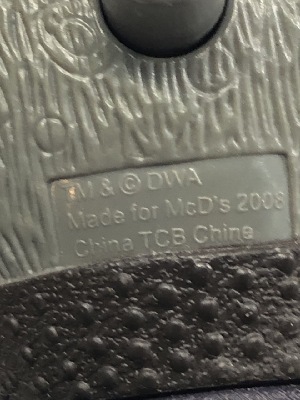 TM & © DWA
Made for McD's 2008
China TCB China